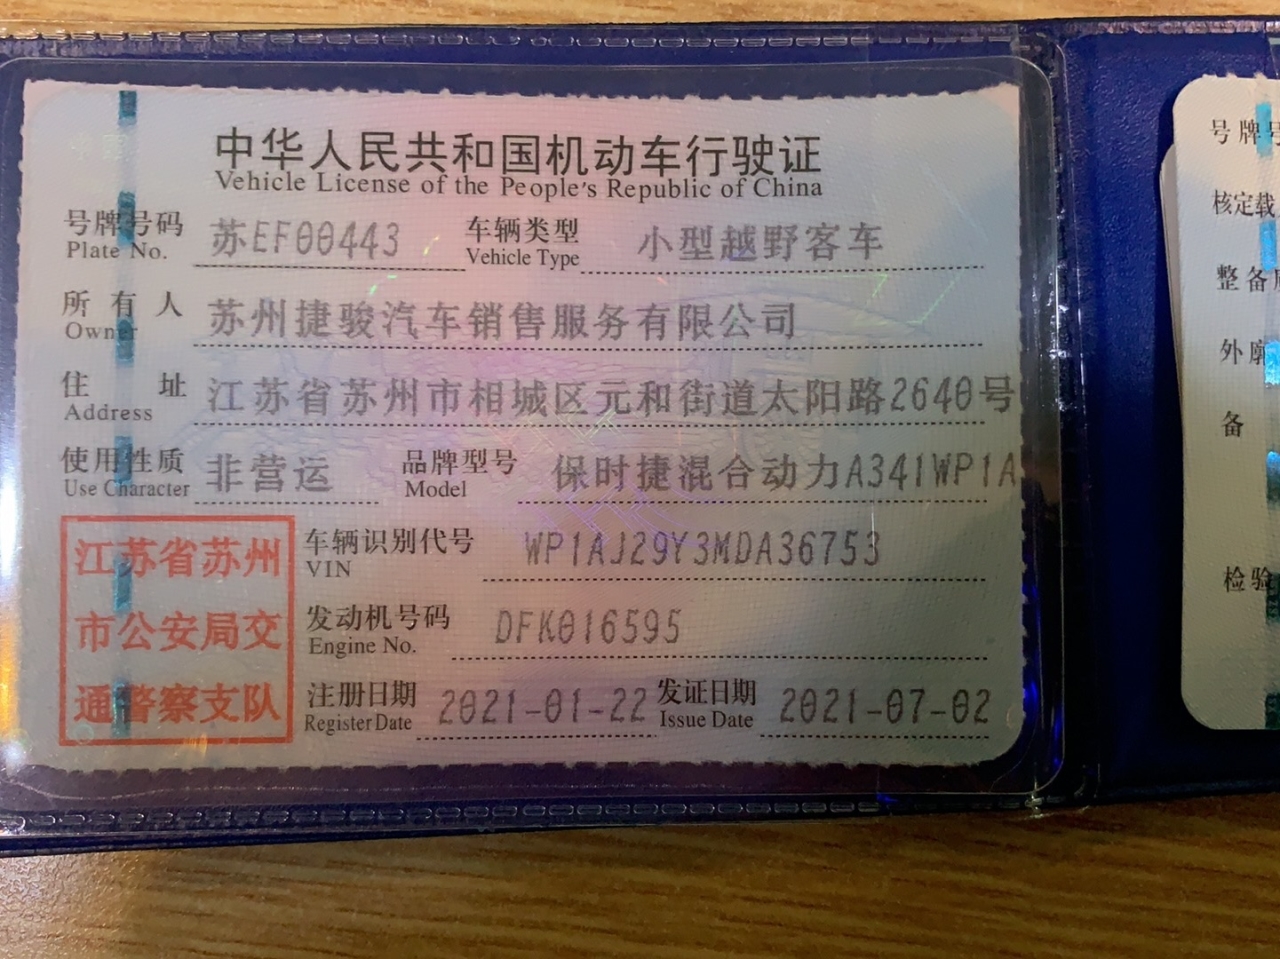 中华人民共和国机动车行驶证
Vehicle License of the People's Republic of China
号牌号码 苏EF00443 车辆类型 小型越野客车
Plate No. Vehicle Type
所有人 苏州捷骏汽车销售服务有限公司
Owner
住址 江苏省苏州市相城区元和街道太阳路2640号
Address
使用性质 非营运 品牌型号 保时捷混合动力A341WP1A
Use Character Model
江苏省苏州
市公安局交
通警察支队
车辆识别代号 WP1AJ29Y3MDA36753
VIN
发动机号码 DFK016595
Engine No.
注册日期 2021-01-22 发证日期 2021-07-02
Register Date Issue Date
号牌号
核定载
整备质
外廓
备
检验